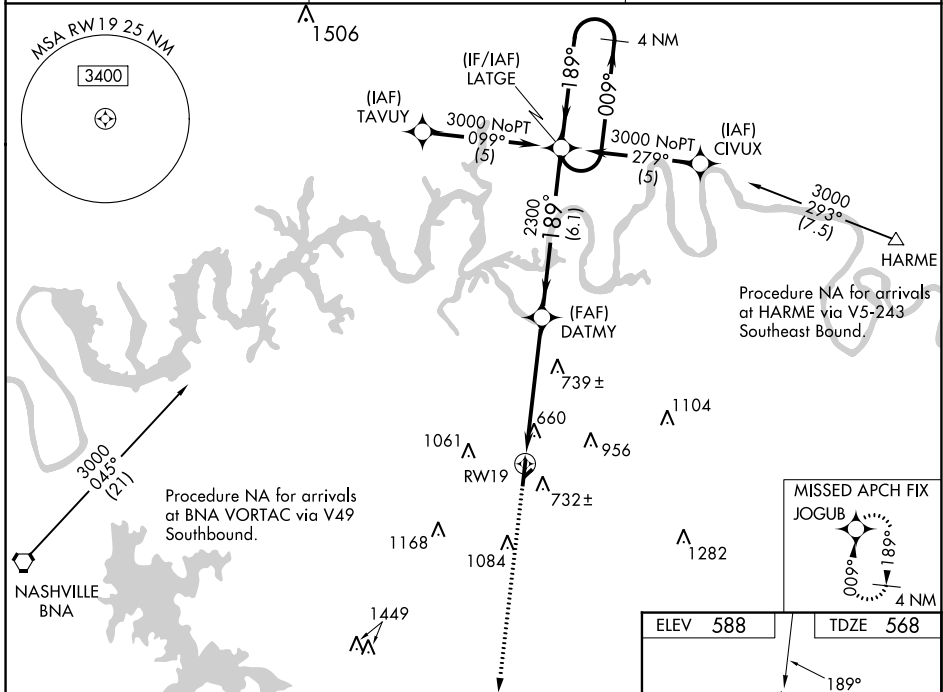 1506
MSA RW19 25 NM
3400
4 NM
189°
009°
(IF/IAF)
LATGE
(IAF)
TAVUY
3000 NoPT
099°
(5)
3000 NoPT
279°
(5)
(IAF)
CIVUX
3000
293°
(7.5)
HARME
2300
189°
(6.1)
Procedure NA for arrivals
at HARME via V5-243
Southeast Bound.
(FAF)
DATMY
739±
1104
660
956
1061
RW19
732±
3000
045°
(21)
Procedure NA for arrivals
at BNA VORTAC via V49
Southbound.
1168
1084
1282
NASHVILLE
BNA
1449
MISSED APCH FIX
JOGUB
009°
189°
4 NM
ELEV 588
TDZE 568
189°